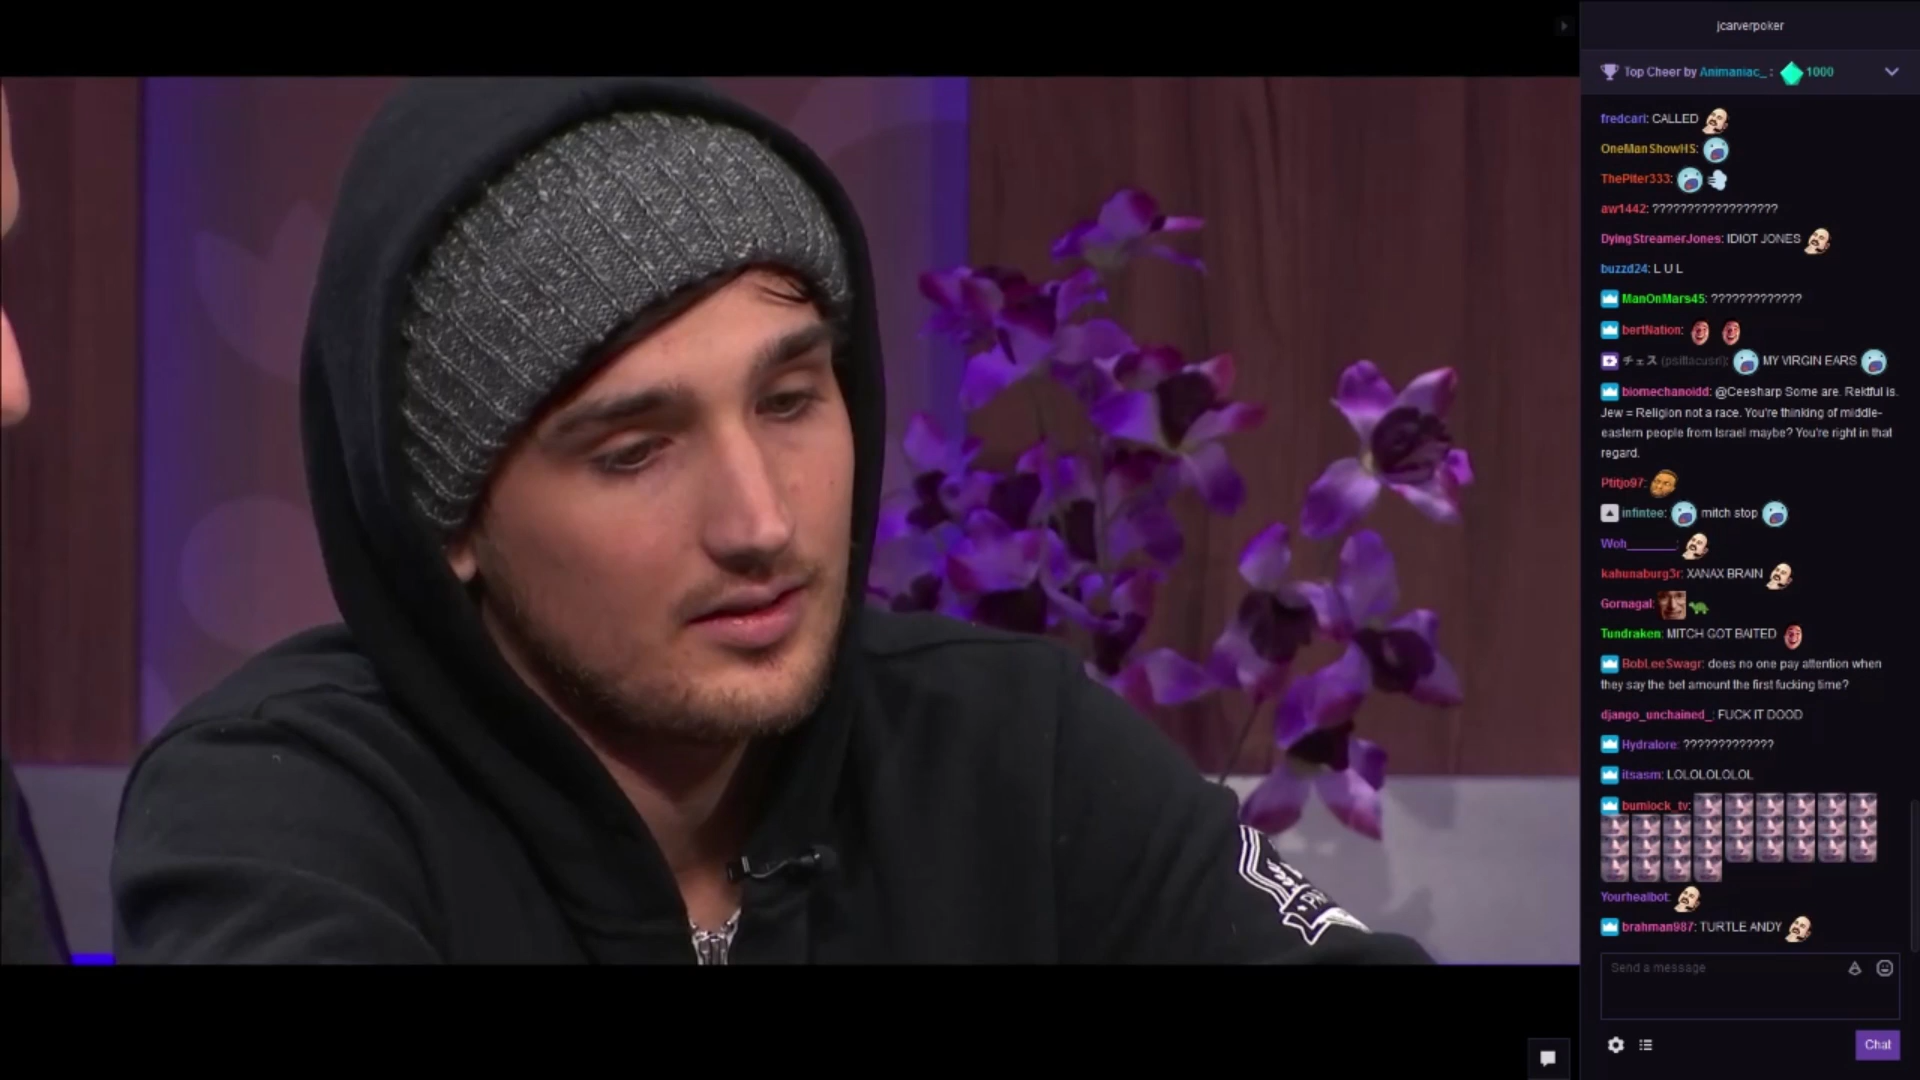 jcarverpoker
Top Cheer by Animaniac_ : 1000
fredcarl: CALLED
OneManShowHS:
ThePiter333:
aw1442: ??????????????????
DyingStreamerJones: IDIOT JONES
buzzd24: L U L
ManOnMars45: ?????????????
bertNation:
チェス (psittacusrl): MY VIRGIN EARS
biomechanoidd: @Ceesharp Some are. Rektful is.
Jew = Religion not a race. You're thinking of middle-
eastern people from Israel maybe? You're right in that
regard.
Ptitjo97:
infintee: mitch stop
Woh_______:
kahunaburg3r: XANAX BRAIN
Gornagal:
Tundraken: MITCH GOT BAITED
BobLeeSwagr: does no one pay attention when
they say the bet amount the first fucking time?
django_unchained_: FUCK IT DOOD
Hydralore: ?????????????
itsasm: LOLOLOLOLOL
bumlock_tv:
Yourhealbot:
brahman987: TURTLE ANDY
Send a message
Chat